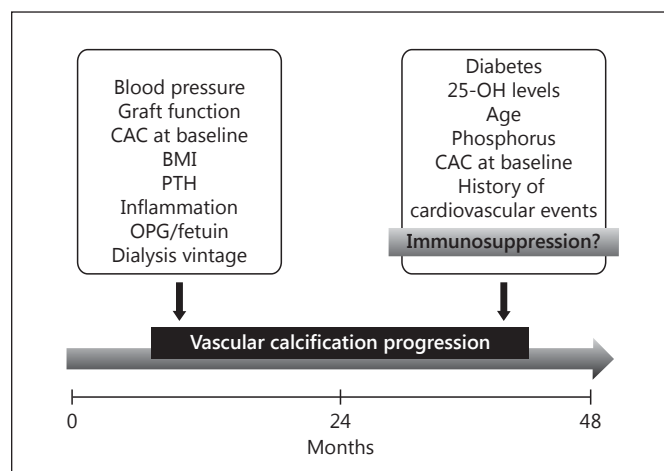 Blood pressure
Graft function
CAC at baseline
BMI
PTH
Inflammation
OPG/fetuin
Dialysis vintage
Diabetes
25-OH levels
Age
Phosphorus
CAC at baseline
History of
cardiovascular events
Immunosuppression?
Vascular calcification progression
0
24
48
Months